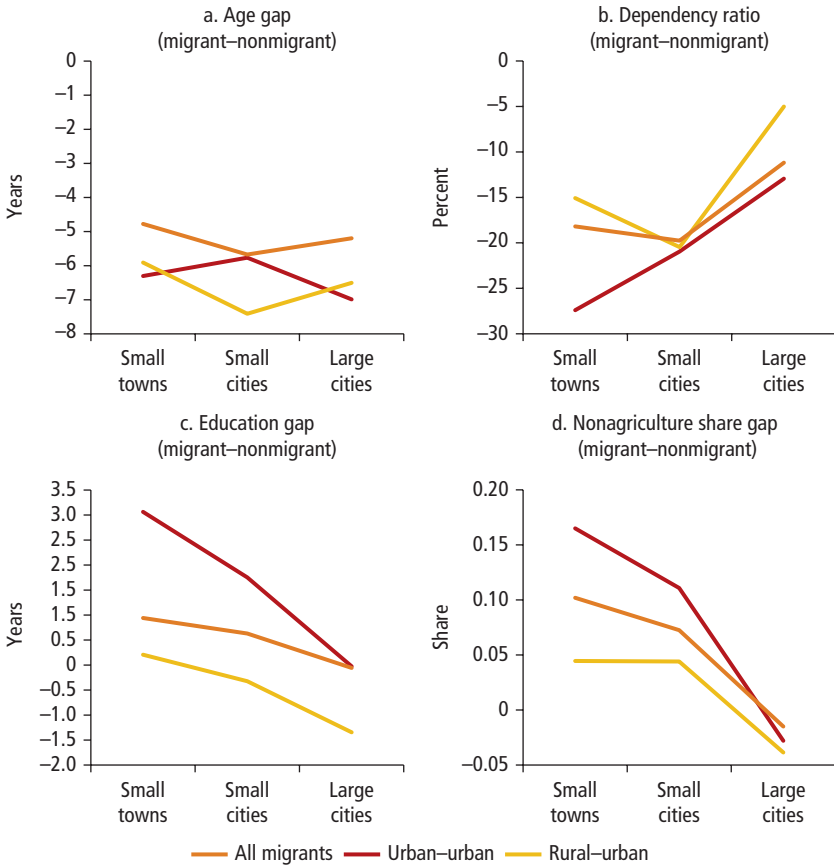 a. Age gap
(migrant–nonmigrant)
Years
0
–1
–2
–3
–4
–5
–6
–7
–8
Small
towns
Small
cities
Large
cities
b. Dependency ratio
(migrant–nonmigrant)
Percent
0
–5
–10
–15
–20
–25
–30
Small
towns
Small
cities
Large
cities
c. Education gap
(migrant–nonmigrant)
Years
3.5
3.0
2.5
1.5
1.5
0.5
0
–0.5
–1.0
–1.5
–2.0
Small
towns
Small
cities
Large
cities
d. Nonagriculture share gap
(migrant–nonmigrant)
Share
0.20
0.15
0.10
0.05
0
–0.05
Small
towns
Small
cities
Large
cities
All migrants Urban–urban Rural–urban